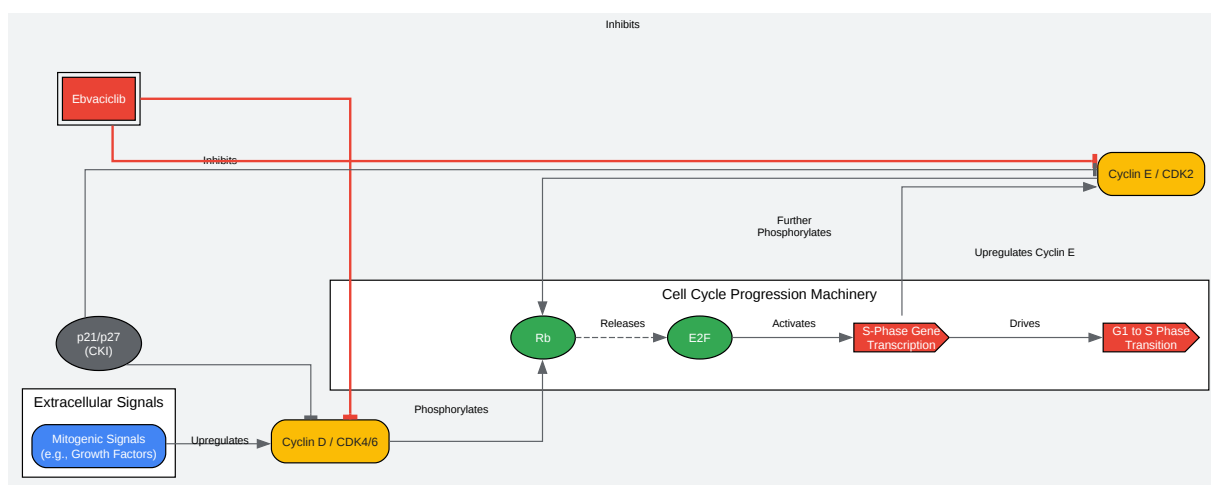 Inhibits
Ebvaciclib
Inhibits
Cyclin E / CDK2
Further
Phosphorylates
Upregulates Cyclin E
Cell Cycle Progression Machinery
p21/p27
(CKI)
Rb
Releases
E2F
Activates
S-Phase Gene
Transcription
Drives
G1 to S Phase
Transition
Extracellular Signals
Mitogenic Signals
(e.g., Growth Factors)
Upregulates
Cyclin D / CDK4/6
Phosphorylates